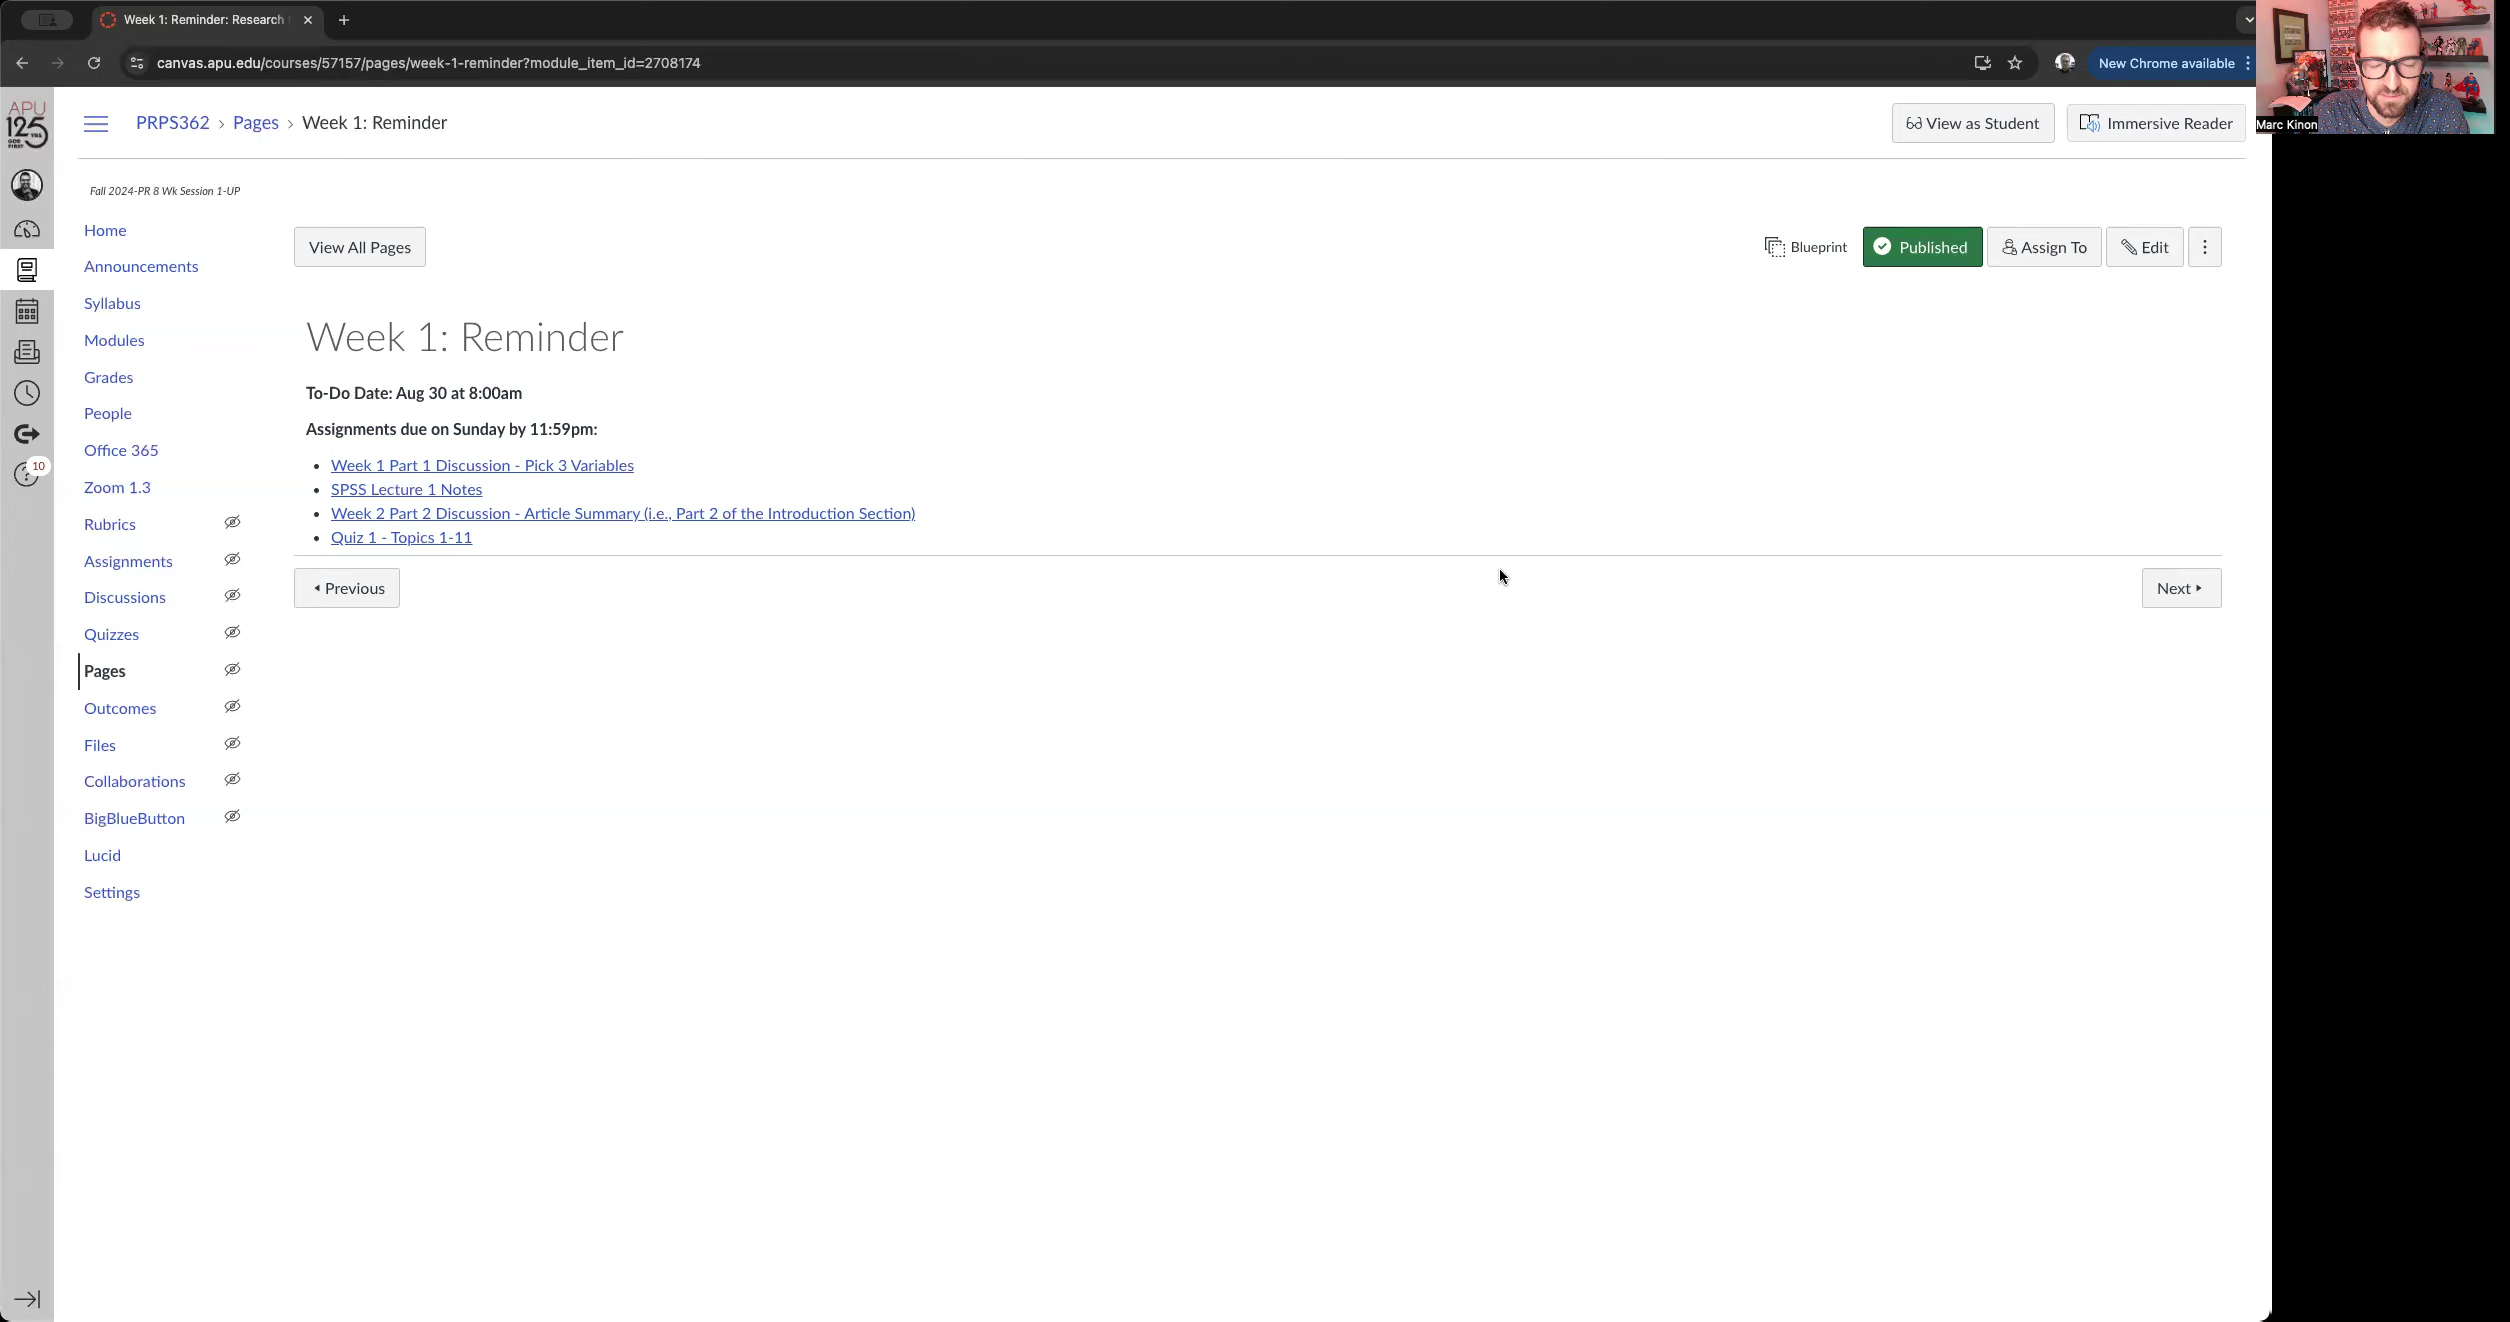 Week 1: Reminder: Research
canvas.apu.edu/courses/57157/pages/week-1-reminder?module_item_id=2708174
New Chrome available
Marc Kinon
APU
125
YRS
GOD FIRST
10
PRPS362 › Pages › Week 1: Reminder
View as Student
Immersive Reader
Fall 2024-PR 8 Wk Session 1-UP
Home
Announcements
Syllabus
Modules
Grades
People
Office 365
Zoom 1.3
Rubrics
Assignments
Discussions
Quizzes
Pages
Outcomes
Files
Collaborations
BigBlueButton
Lucid
Settings
View All Pages
Blueprint
Published
Assign To
Edit
Week 1: Reminder
To-Do Date: Aug 30 at 8:00am
Assignments due on Sunday by 11:59pm:
• Week 1 Part 1 Discussion - Pick 3 Variables
• SPSS Lecture 1 Notes
• Week 2 Part 2 Discussion - Article Summary (i.e., Part 2 of the Introduction Section)
• Quiz 1 - Topics 1-11
Previous
Next